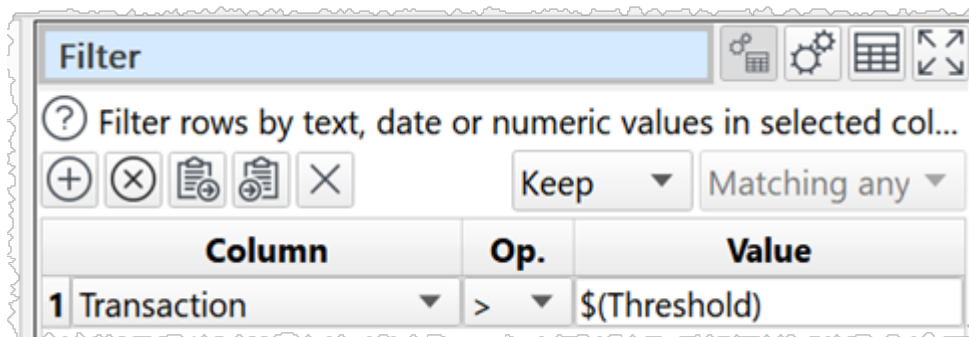 Filter
Filter rows by text, date or numeric values in selected col...
Keep Matching any
Column Op. Value
1 Transaction > $(Threshold)